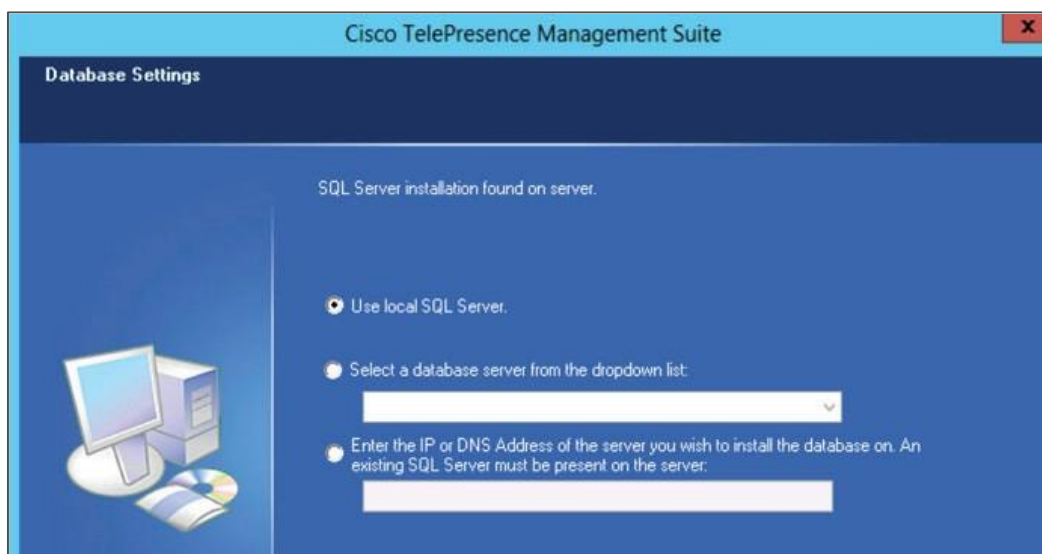 Cisco TelePresence Management Suite
x
Database Settings
SQL Server installation found on server.
Use local SQL Server.
Select a database server from the dropdown list:
Enter the IP or DNS Address of the server you wish to install the database on. An
existing SQL Server must be present on the server: